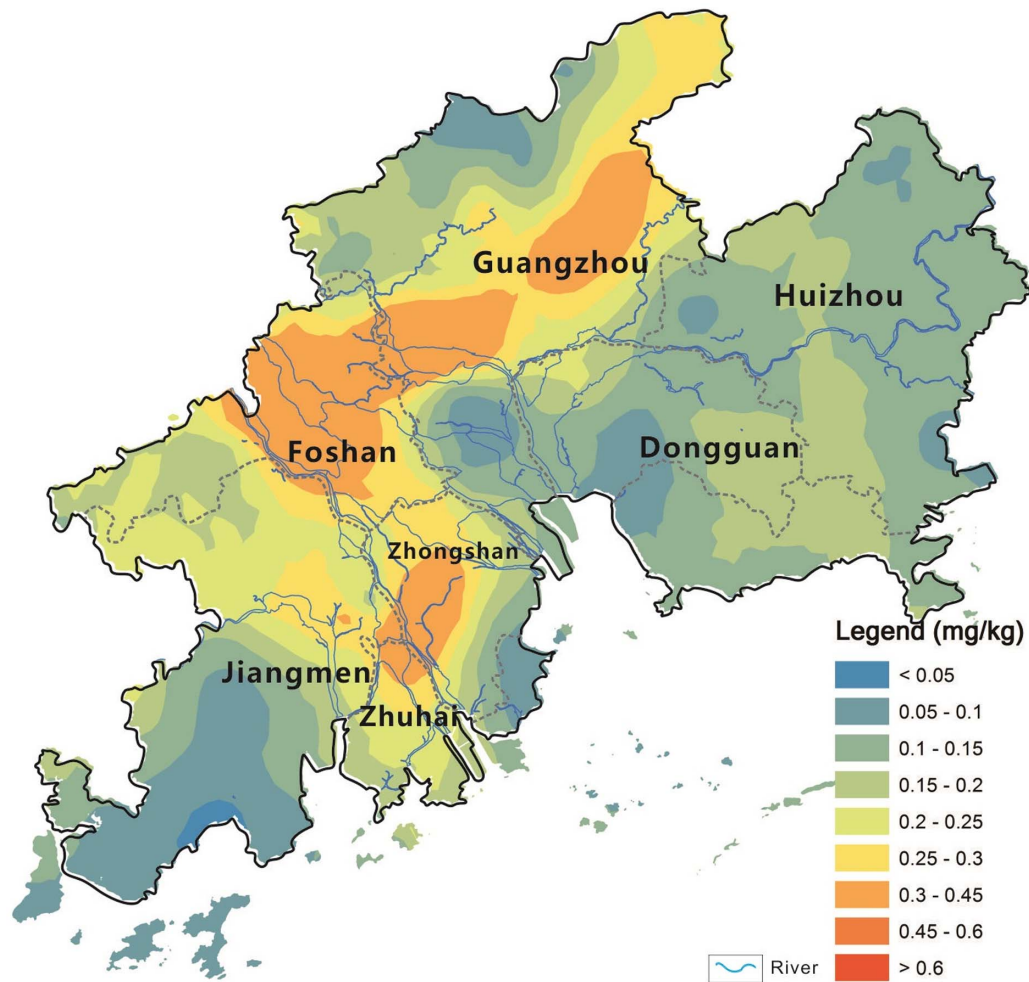 Guangzhou
Huizhou
Foshan
Dongguan
Zhongshan
Jiangmen
Zhuhai
Legend (mg/kg)
< 0.05
0.05 - 0.1
0.1 - 0.15
0.15 - 0.2
0.2 - 0.25
0.25 - 0.3
0.3 - 0.45
0.45 - 0.6
> 0.6
River